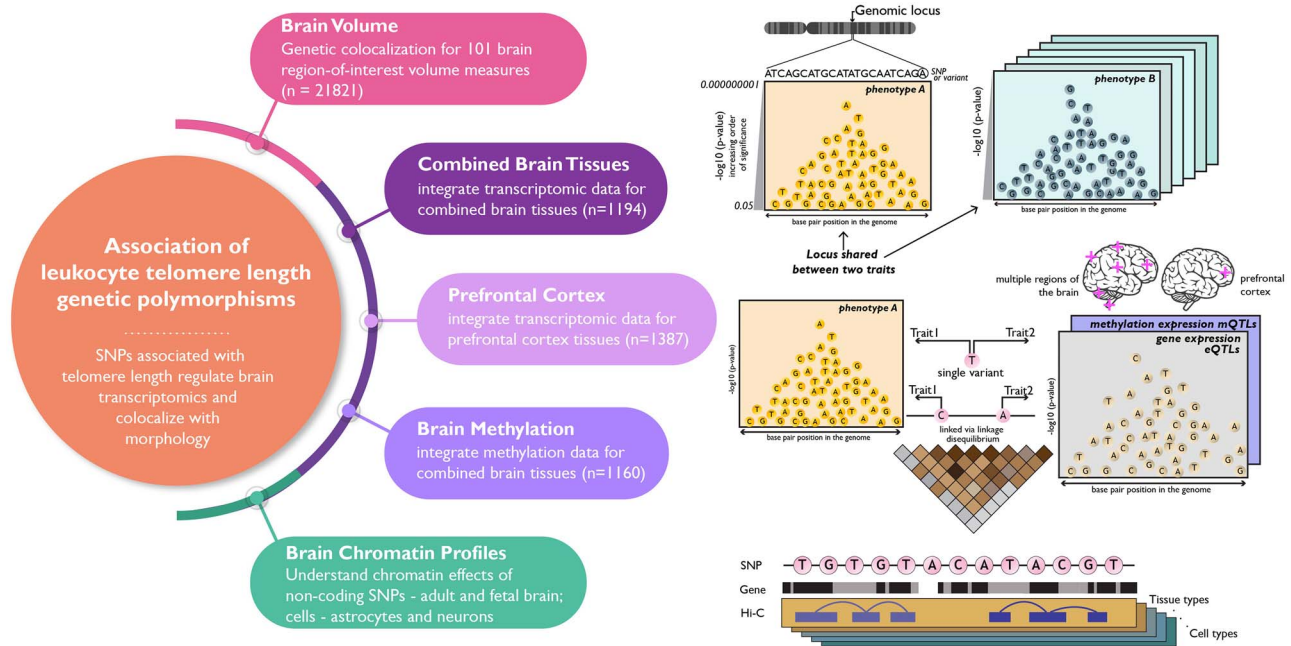 Brain Volume
Genetic colocalization for 101 brain
region-of-interest volume measures
(n = 21821)
Combined Brain Tissues
integrate transcriptomic data for
combined brain tissues (n=1194)
Association of
leukocyte telomere length
genetic polymorphisms
SNPs associated with
telomere length regulate brain
transcriptomics and
colocalize with
morphology
Prefrontal Cortex
integrate transcriptomic data for
prefrontal cortex tissues (n=1387)
Brain Methylation
integrate methylation data for
combined brain tissues (n=1160)
Brain Chromatin Profiles
Understand chromatin effects of
non-coding SNPs - adult and fetal brain;
cells - astrocytes and neurons
Genomic locus
ATCAGCATGCATATGCAATCAGA
SNP
or variant
0.000000001
phenotype A
-log10 (p-value)
increasing order
of significance
0.05
base pair position in the genome
phenotype B
-log10 (p-value)
base pair position in the genome
Locus shared
between two traits
multiple regions of
the brain
prefrontal
cortex
phenotype A
-log10 (p-value)
base pair position in the genome
Trait1
Trait2
T
single variant
Trait1
Trait2
C A
linked via linkage
disequilibrium
methylation expression mQTLs
gene expression
eQTLs
-log10 (p-value)
base pair position in the genome
SNP
T G T G T A C A T A C G T
Gene
Hi-C
Tissue types
Cell types